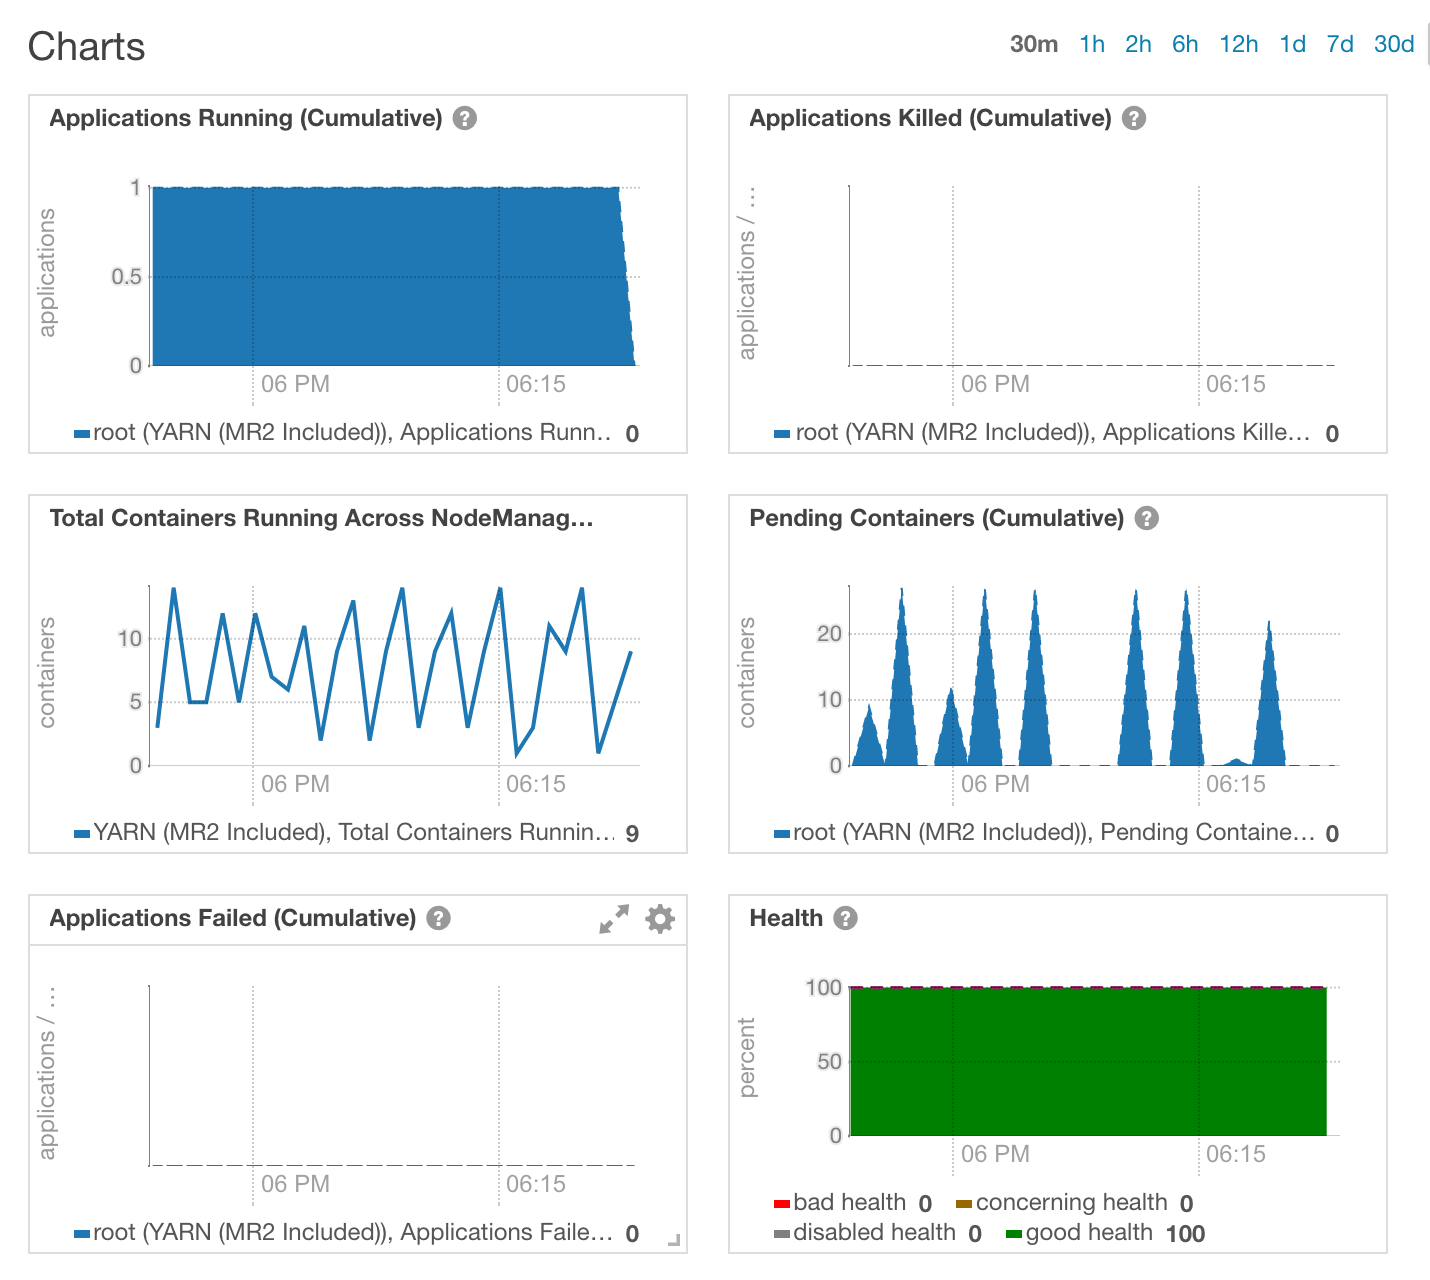 Charts
30m 1h 2h 6h 12h 1d 7d 30d
Applications Running (Cumulative) ?
applications
1
0.5
0
06 PM 06:15
root (YARN (MR2 Included)), Applications Runn.. 0
Applications Killed (Cumulative) ?
applications / ...
06 PM 06:15
root (YARN (MR2 Included)), Applications Kille... 0
Total Containers Running Across NodeManag...
containers
10
5
0
06 PM 06:15
YARN (MR2 Included), Total Containers Runnin... 9
Pending Containers (Cumulative) ?
containers
20
10
0
06 PM 06:15
root (YARN (MR2 Included)), Pending Containe... 0
Applications Failed (Cumulative) ?
applications / ...
06 PM 06:15
root (YARN (MR2 Included)), Applications Faile... 0
Health ?
percent
100
50
0
06 PM 06:15
bad health 0 concerning health 0
disabled health 0 good health 100